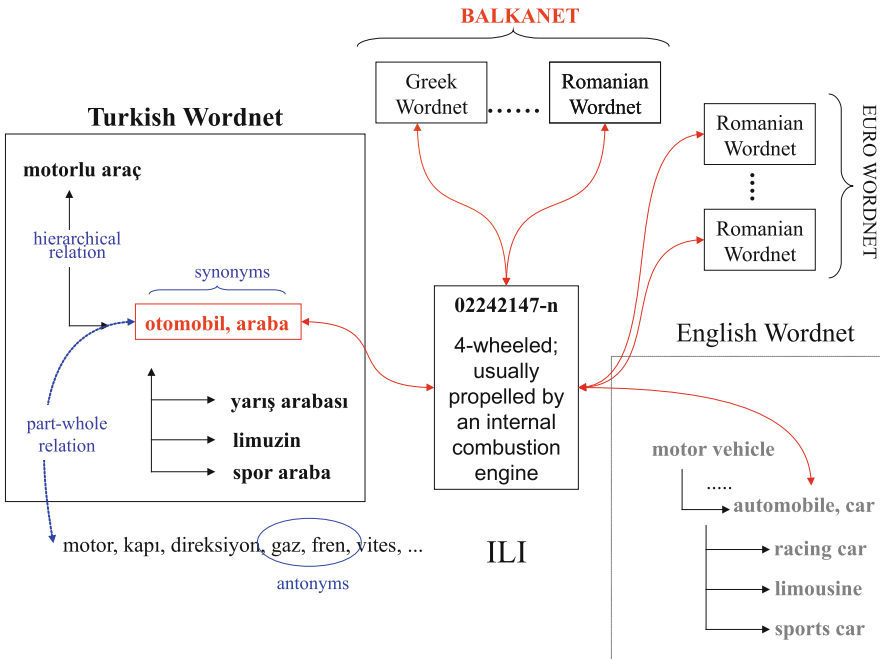 BALKANET
Greek
Wordnet
......
Romanian
Wordnet
Turkish Wordnet
motorlu araç
hierarchical
relation
synonyms
otomobil, araba
yarış arabası
limuzin
spor araba
part-whole
relation
motor, kapı, direksiyon, gaz, fren, vites, ...
antonyms
02242147-n
4-wheeled;
usually
propelled by
an internal
combustion
engine
ILI
Romanian
Wordnet
Romanian
Wordnet
EURO WORDNET
English Wordnet
motor vehicle
.....
automobile, car
racing car
limousine
sports car